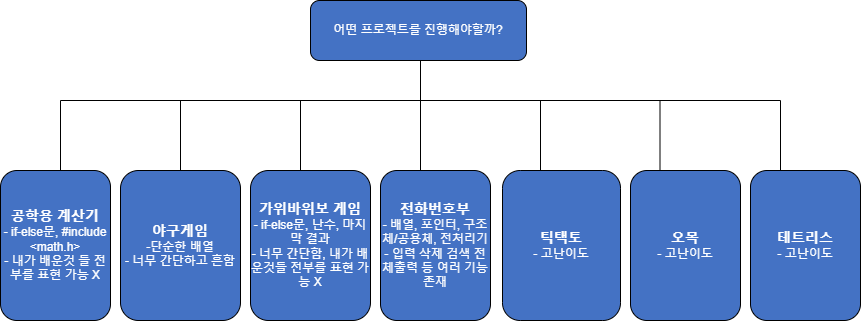 어떤 프로젝트를 진행해야할까?
공학용 계산기
- if-else문, #include
<math.h>
- 내가 배운것 들 전
부를 표현 가능 X
야구게임
-단순한 배열
- 너무 간단하고 흔함
가위바위보 게임
- if-else문, 난수, 마지
막 결과
- 너무 간단함, 내가 배
운것들 전부를 표현 가
능 X
전화번호부
- 배열, 포인터, 구조
체/공용체, 전처리기
- 입력 삭제 검색 전
체출력 등 여러 기능
존재
틱택토
- 고난이도
오목
- 고난이도
테트리스
- 고난이도